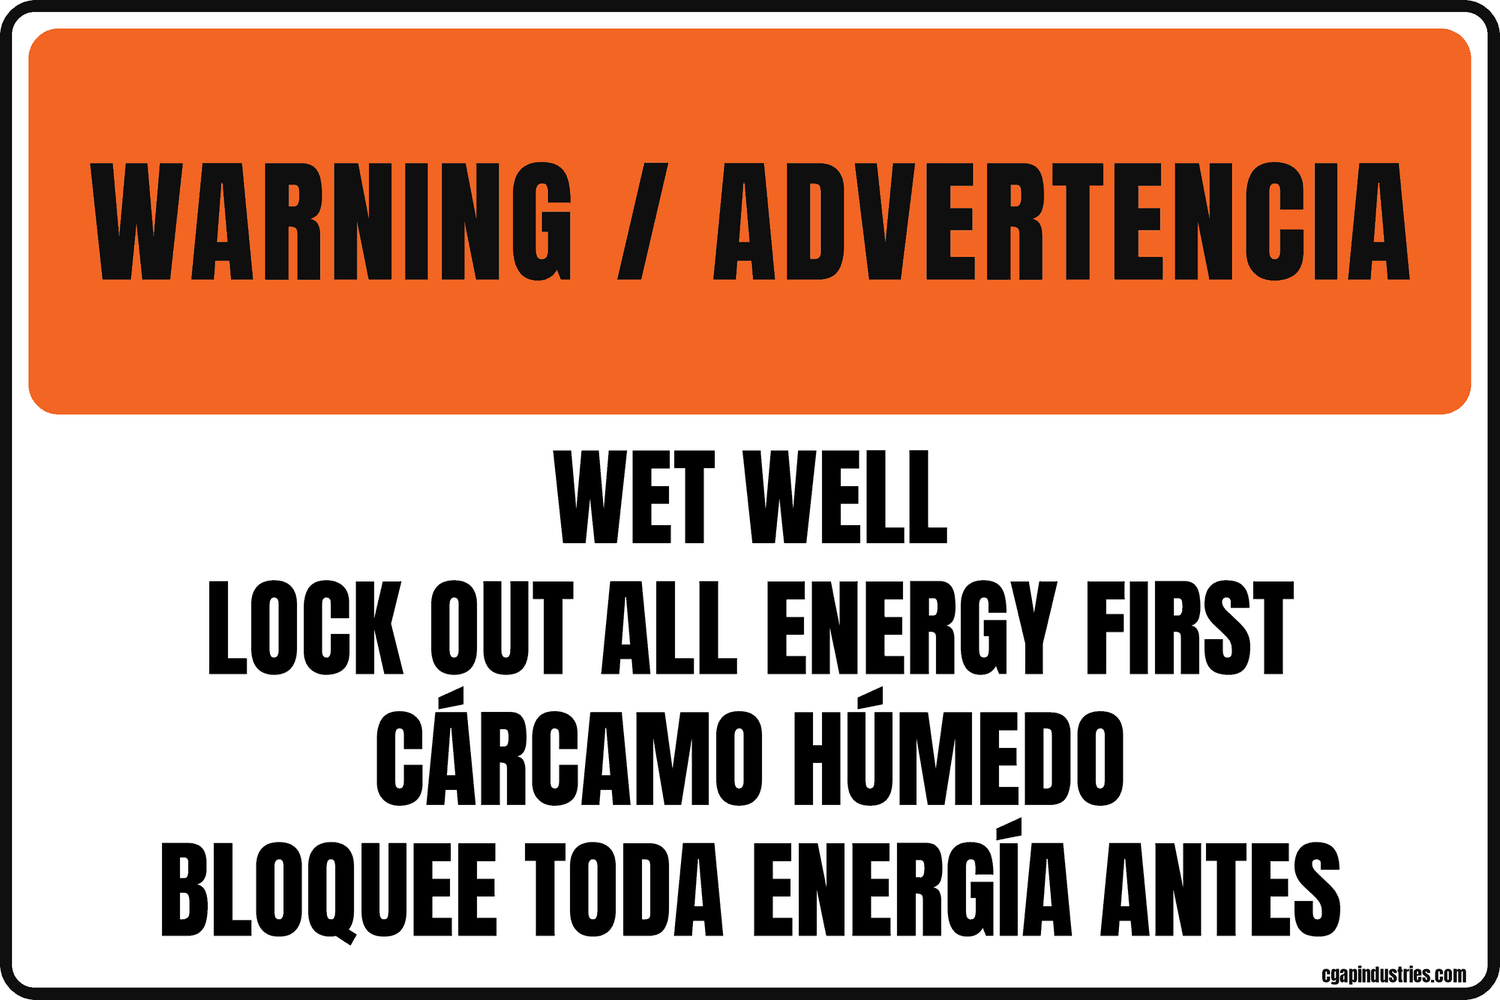 WARNING / ADVERTENCIA
WET WELL
LOCK OUT ALL ENERGY FIRST
CÁRCAMO HÚMEDO
BLOQUEE TODA ENERGÍA ANTES
cgapindustries.com